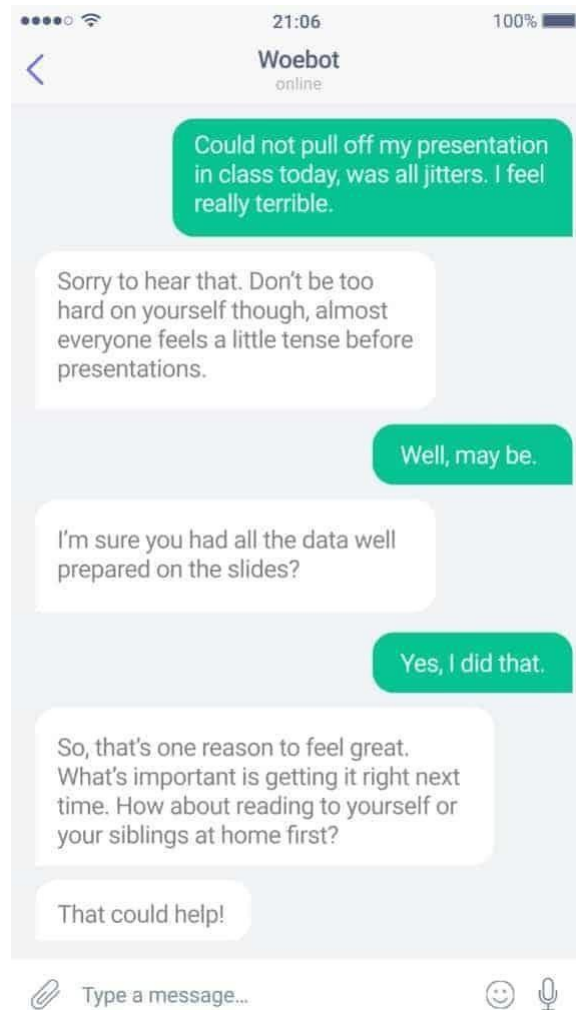 21:06
100%
Woebot
online
Could not pull off my presentation
in class today, was all jitters. I feel
really terrible.
Sorry to hear that. Don't be too
hard on yourself though, almost
everyone feels a little tense before
presentations.
Well, may be.
I'm sure you had all the data well
prepared on the slides?
Yes, I did that.
So, that's one reason to feel great.
What's important is getting it right next
time. How about reading to yourself or
your siblings at home first?
That could help!
Type a message...